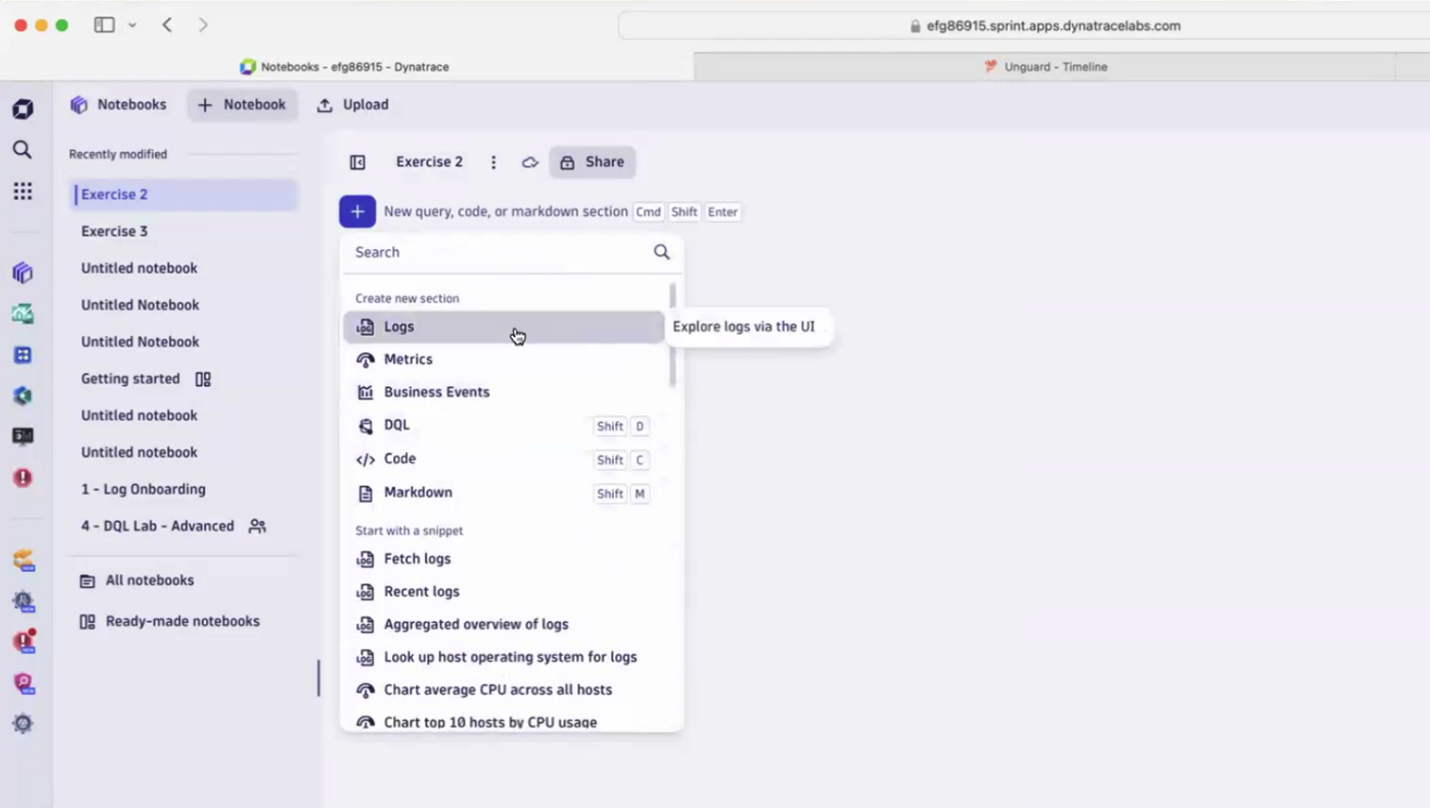 efg86915.sprint.apps.dynatracelabs.com
Notebooks - efg86915 - Dynatrace
Unguard - Timeline
Notebooks
Notebook
Upload
Recently modified
Exercise 2
Exercise 3
Untitled notebook
Untitled Notebook
Untitled Notebook
Getting started
Untitled notebook
Untitled notebook
1 - Log Onboarding
4 - DQL Lab - Advanced
All notebooks
Ready-made notebooks
Exercise 2
Share
New query, code, or markdown section Cmd Shift Enter
Search
Create new section
Logs
Explore logs via the UI
Metrics
Business Events
DQL Shift D
Code Shift C
Markdown Shift M
Start with a snippet
Fetch logs
Recent logs
Aggregated overview of logs
Look up host operating system for logs
Chart average CPU across all hosts
Chart top 10 hosts by CPU usage